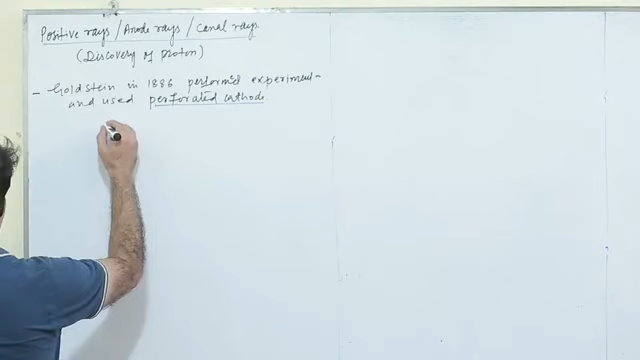 Positive rays / Anode rays / Canal rays
(Discovery of Proton)
- Goldstein in 1886 performed experiment
and used perforated cathode.